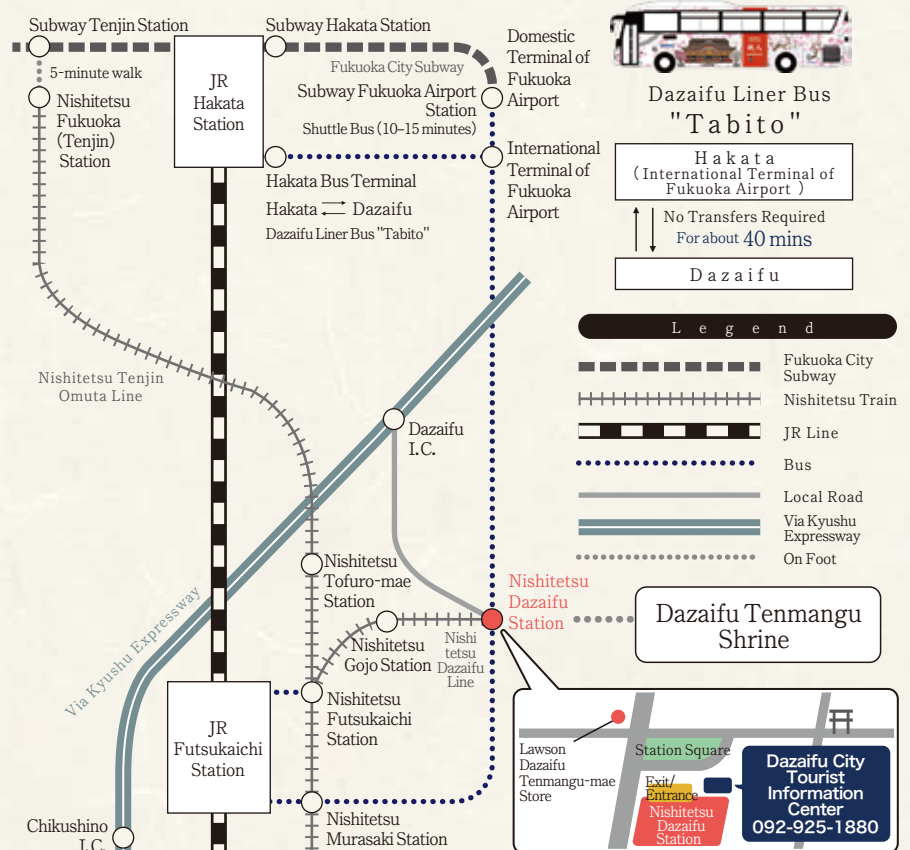 Subway Tenjin Station
5-minute walk
Nishitetsu
Fukuoka
(Tenjin)
Station
JR
Hakata
Station
Subway Hakata Station
Fukuoka City Subway
Subway Fukuoka Airport
Station
Shuttle Bus (10–15 minutes)
Domestic
Terminal of
Fukuoka
Airport
International
Terminal of
Fukuoka
Airport
Hakata Bus Terminal
Hakata ⇄ Dazaifu
Dazaifu Liner Bus "Tabito"
Dazaifu Liner Bus
"Tabito"
Hakata
(International Terminal of
Fukuoka Airport )
No Transfers Required
For about 40 mins
Dazaifu
Legend
Fukuoka City
Subway
Nishitetsu Train
JR Line
Bus
Local Road
Via Kyushu
Expressway
On Foot
Nishitetsu Tenjin
Omuta Line
Dazaifu
I.C.
Nishitetsu
Tofuro-mae
Station
Nishitetsu
Gojo Station
Nishi
tetsu
Dazaifu
Line
Nishitetsu
Dazaifu
Station
Dazaifu Tenmangu
Shrine
Via Kyushu Expressway
JR
Futsukaichi
Station
Nishitetsu
Futsukaichi
Station
Nishitetsu
Murasaki Station
Chikushino
I.C.
Lawson
Dazaifu
Tenmangu-mae
Store
Station Square
Exit/
Entrance
Nishitetsu
Dazaifu
Station
Dazaifu City
Tourist
Information
Center
092-925-1880